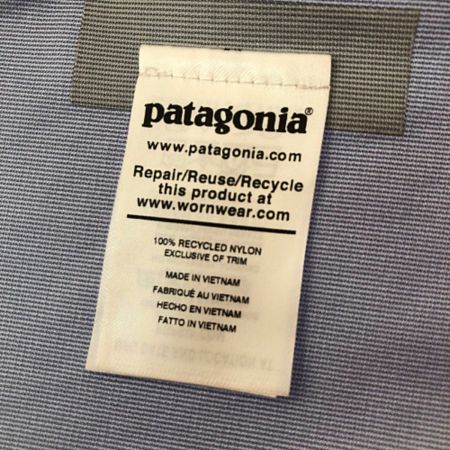 patagonia®
www.patagonia.com
Repair/Reuse/Recycle
this product at
www.wornwear.com
100% RECYCLED NYLON
EXCLUSIVE OF TRIM
MADE IN VIETNAM
FABRIQUÉ AU VIETNAM
HECHO EN VIETNAM
FATTO IN VIETNAM